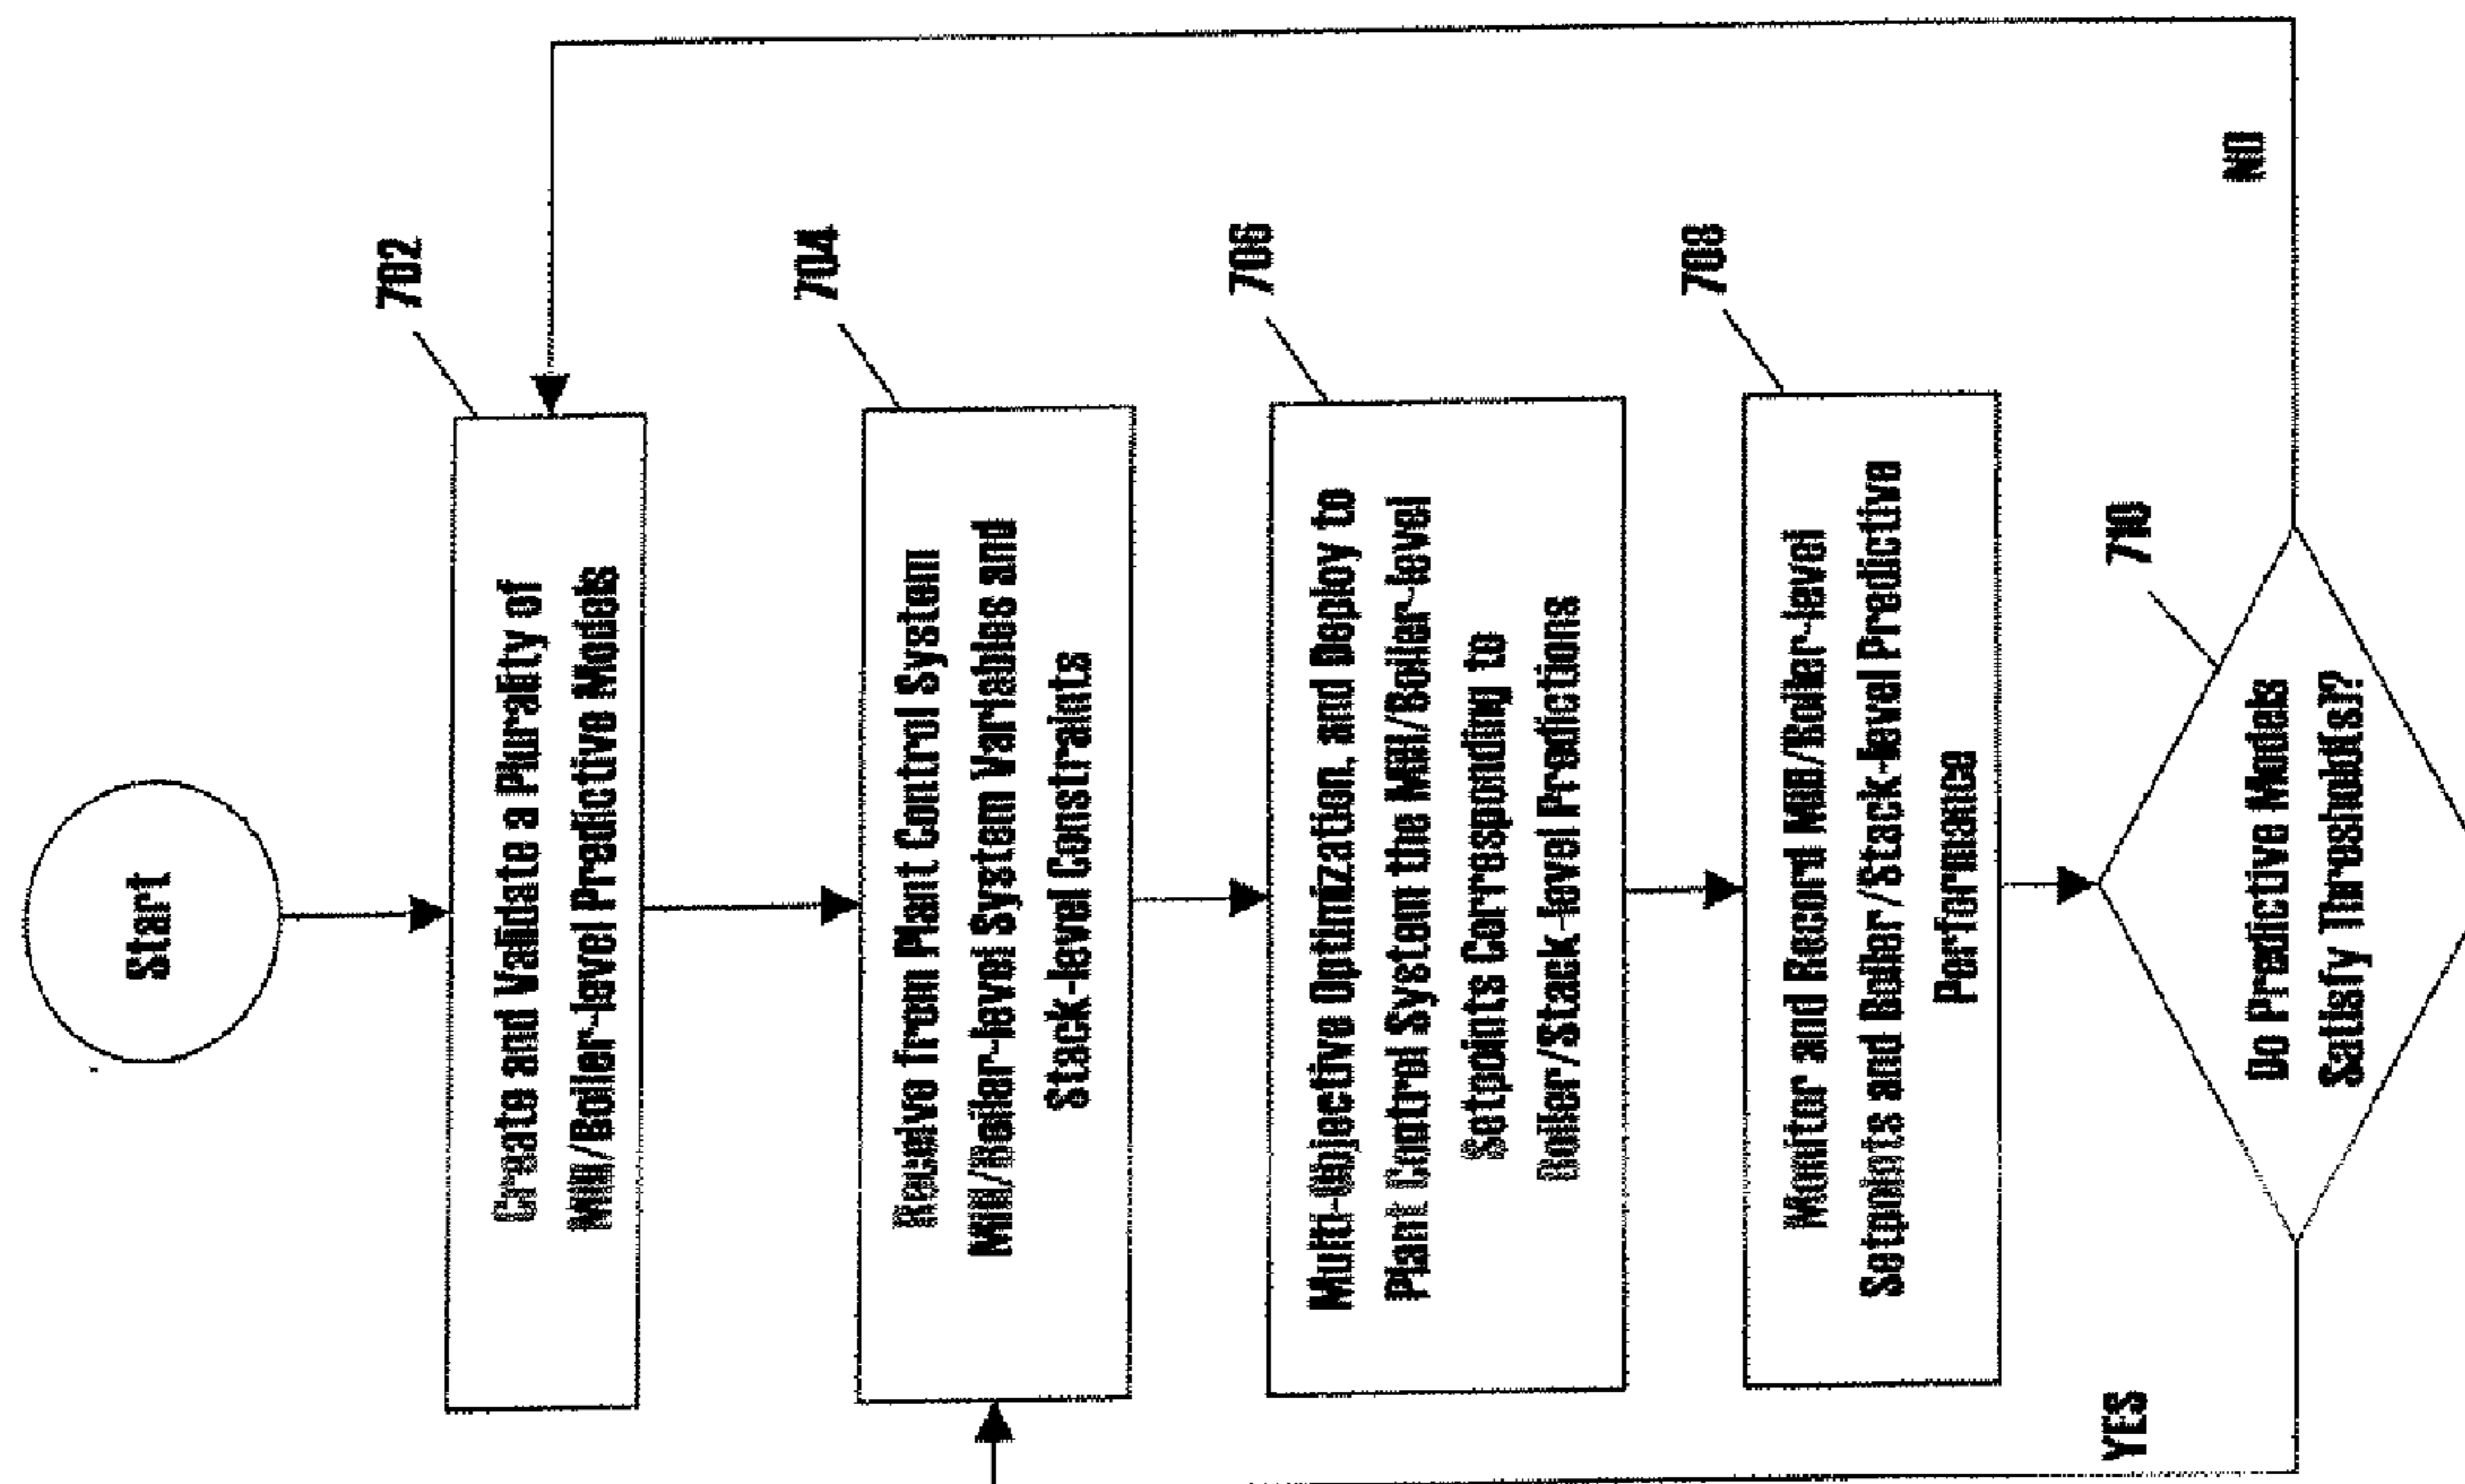 Start
702
Create and Validate a Plurality of
Mill/Boiler-level Predictive Models
704
Receive from Plant Control System
Mill/Boiler-level System Variables and
Stack-level Constraints
706
Multi-Objective Optimization, and Deploy to
Plant Control System the Mill/Boiler-level
Setpoints Corresponding to
Boiler/Stack-level Predictions
708
Monitor and Record Mill/Boiler-level
Setpoints and Boiler/Stack-level Predictive
Performance
710
Do Predictive Models
Satisfy Thresholds?
YES
NO